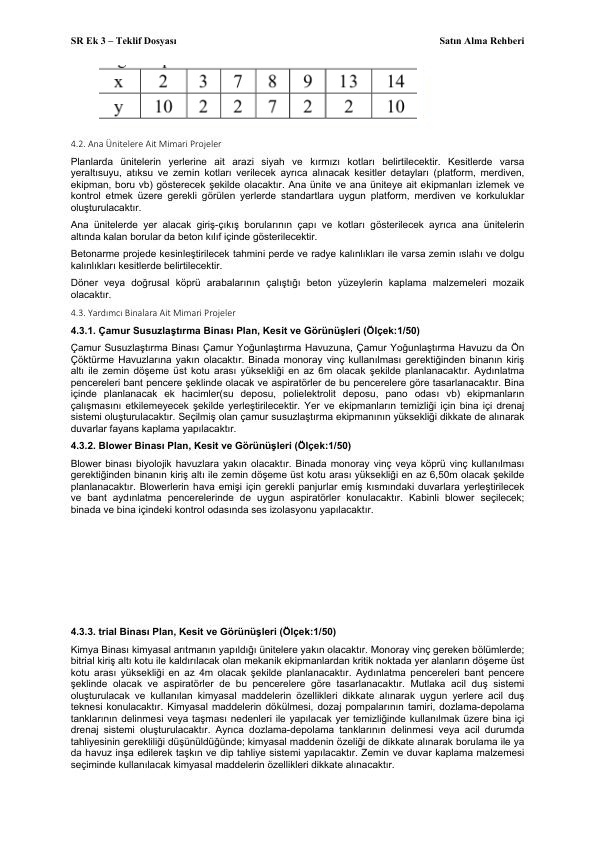 SR Ek 3 – Teklif Dosyası Satın Alma Rehberi
x 2 3 7 8 9 13 14
y 10 2 2 7 2 2 10
4.2. Ana Ünitelere Ait Mimari Projeler
Planlarda ünitelerin yerlerine ait arazi siyah ve kırmızı kotları belirtilecektir. Kesitlerde varsa
yeraltısuyu, atıksu ve zemin kotları verilecek ayrıca alınacak kesitler detayları (platform, merdiven,
ekipman, boru vb) gösterecek şekilde olacaktır. Ana ünite ve ana üniteye ait ekipmanları izlemek ve
kontrol etmek üzere gerekli görülen yerlerde standartlara uygun platform, merdiven ve korkuluklar
oluşturulacaktır.
Ana ünitelerde yer alacak giriş-çıkış borularının çapı ve kotları gösterilecek ayrıca ana ünitelerin
altında kalan borular da beton kılıf içinde gösterilecektir.
Betonarme projede kesinleştirilecek tahmini perde ve radye kalınlıkları ile varsa zemin ıslahı ve dolgu
kalınlıkları kesitlerde belirtilecektir.
Döner veya doğrusal köprü arabalarının çalıştığı beton yüzeylerin kaplama malzemeleri mozaik
olacaktır.
4.3. Yardımcı Binalara Ait Mimari Projeler
4.3.1. Çamur Susuzlaştırma Binası Plan, Kesit ve Görünüşleri (Ölçek:1/50)
Çamur Susuzlaştırma Binası Çamur Yoğunlaştırma Havuzuna, Çamur Yoğunlaştırma Havuzu da Ön
Çöktürme Havuzlarına yakın olacaktır. Binada monoray vinç kullanılması gerektiğinden binanın kiriş
altı ile zemin döşeme üst kotu arası yüksekliği en az 6m olacak şekilde planlanacaktır. Aydınlatma
pencereleri bant pencere şeklinde olacak ve aspiratörler de bu pencerelere göre tasarlanacaktır. Bina
içinde planlanacak ek hacimler(su deposu, polielektrolit deposu, pano odası vb) ekipmanların
çalışmasını etkilemeyecek şekilde yerleştirilecektir. Yer ve ekipmanların temizliği için bina içi drenaj
sistemi oluşturulacaktır. Seçilmiş olan çamur susuzlaştırma ekipmanının yüksekliği dikkate de alınarak
duvarlar fayans kaplama yapılacaktır.
4.3.2. Blower Binası Plan, Kesit ve Görünüşleri (Ölçek:1/50)
Blower binası biyolojik havuzlara yakın olacaktır. Binada monoray vinç veya köprü vinç kullanılması
gerektiğinden binanın kiriş altı ile zemin döşeme üst kotu arası yüksekliği en az 6,50m olacak şekilde
planlanacaktır. Blowerlerin hava emişi için gerekli panjurlar emiş kısmındaki duvarlara yerleştirilecek
ve bant aydınlatma pencerelerinde de uygun aspiratörler konulacaktır. Kabinli blower seçilecek;
binada ve bina içindeki kontrol odasında ses izolasyonu yapılacaktır.
4.3.3. trial Binası Plan, Kesit ve Görünüşleri (Ölçek:1/50)
Kimya Binası kimyasal arıtmanın yapıldığı ünitelere yakın olacaktır. Monoray vinç gereken bölümlerde;
bitrial kiriş altı kotu ile kaldırılacak olan mekanik ekipmanlardan kritik noktada yer alanların döşeme üst
kotu arası yüksekliği en az 4m olacak şekilde planlanacaktır. Aydınlatma pencereleri bant pencere
şeklinde olacak ve aspiratörler de bu pencerelere göre tasarlanacaktır. Mutlaka acil duş sistemi
oluşturulacak ve kullanılan kimyasal maddelerin özellikleri dikkate alınarak uygun yerlere acil duş
teknesi konulacaktır. Kimyasal maddelerin dökülmesi, dozaj pompalarının tamiri, dozlama-depolama
tanklarının delinmesi veya taşması nedenleri ile yapılacak yer temizliğinde kullanılmak üzere bina içi
drenaj sistemi oluşturulacaktır. Ayrıca dozlama-depolama tanklarının delinmesi veya acil durumda
tahliyesinin gerekliliği düşünüldüğünde; kimyasal maddenin özeliği de dikkate alınarak borulama ile ya
da havuz inşa edilerek taşkın ve dip tahliye sistemi yapılacaktır. Zemin ve duvar kaplama malzemesi
seçiminde kullanılacak kimyasal maddelerin özellikleri dikkate alınacaktır.